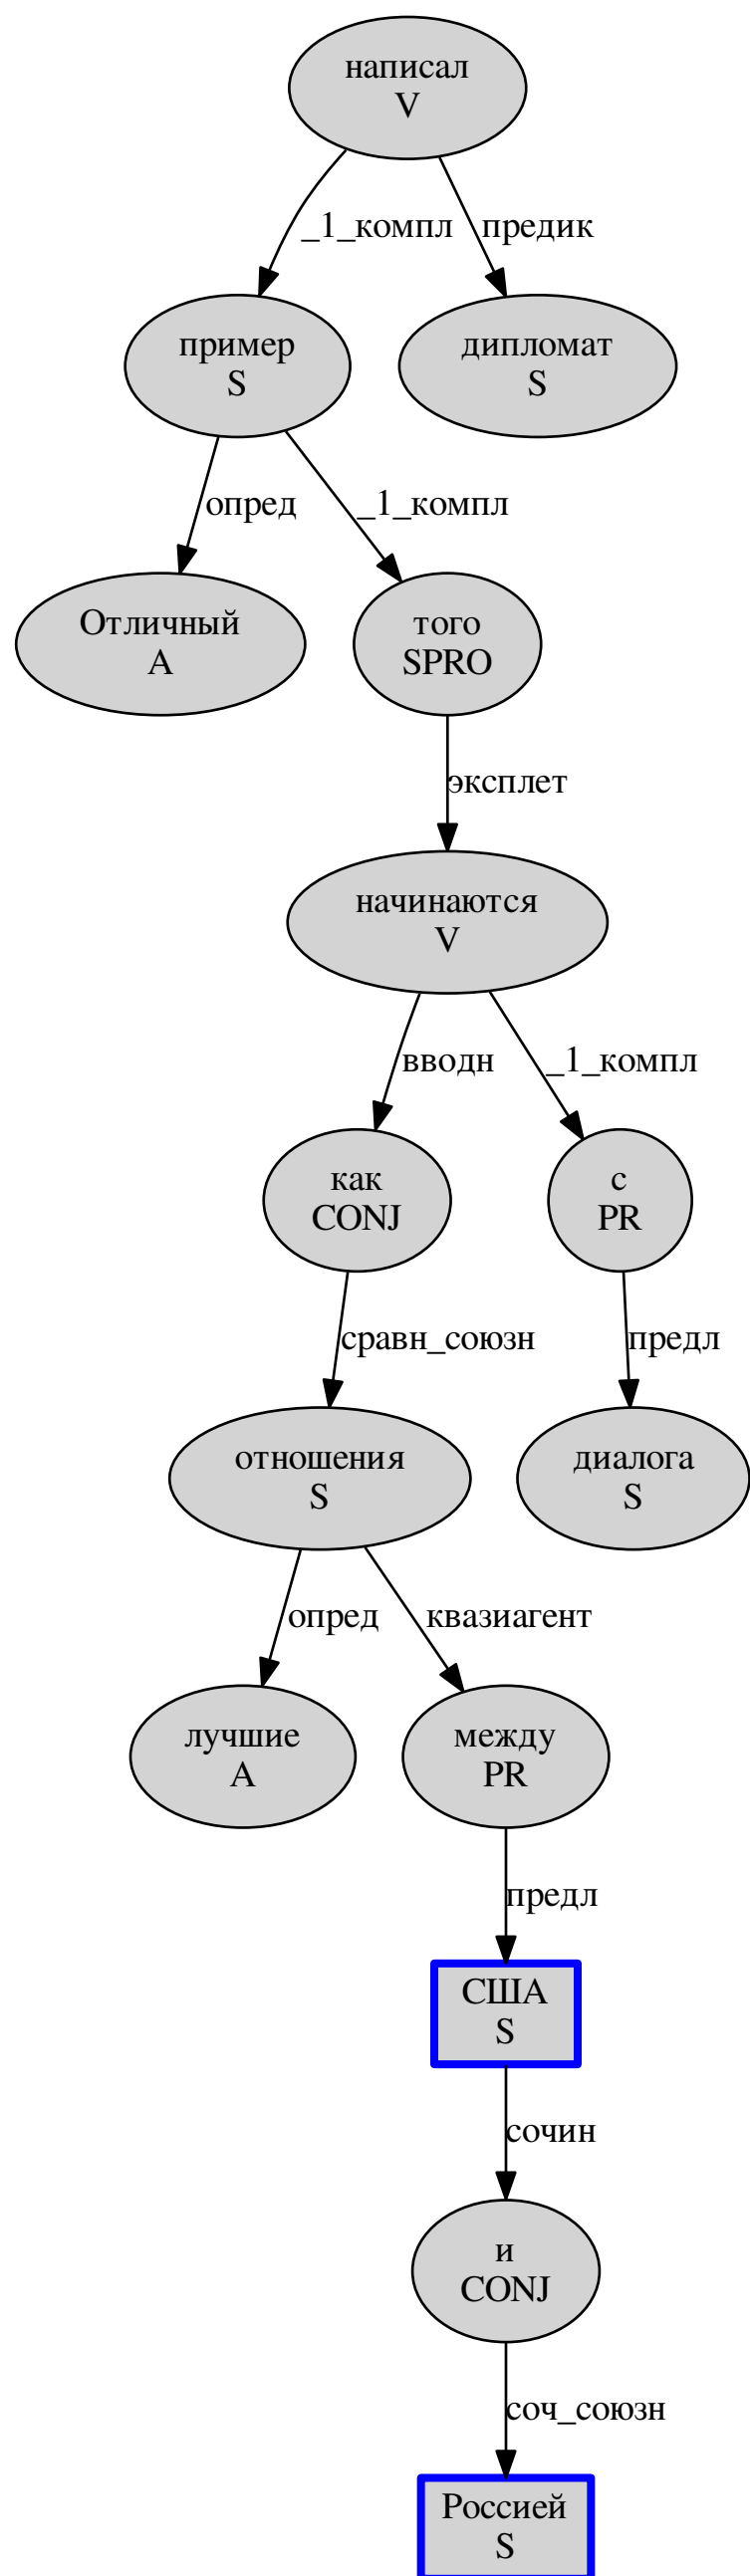 написал
V
_1_компл
предик
пример
S
дипломат
S
опред
_1_компл
Отличный
A
того
SPRO
эксплет
начинаются
V
вводн
_1_компл
как
CONJ
с
PR
сравн_союзн
предл
отношения
S
диалога
S
опред
квазиагент
лучшие
A
между
PR
предл
США
S
сочин
и
CONJ
соч_союзн
Россией
S